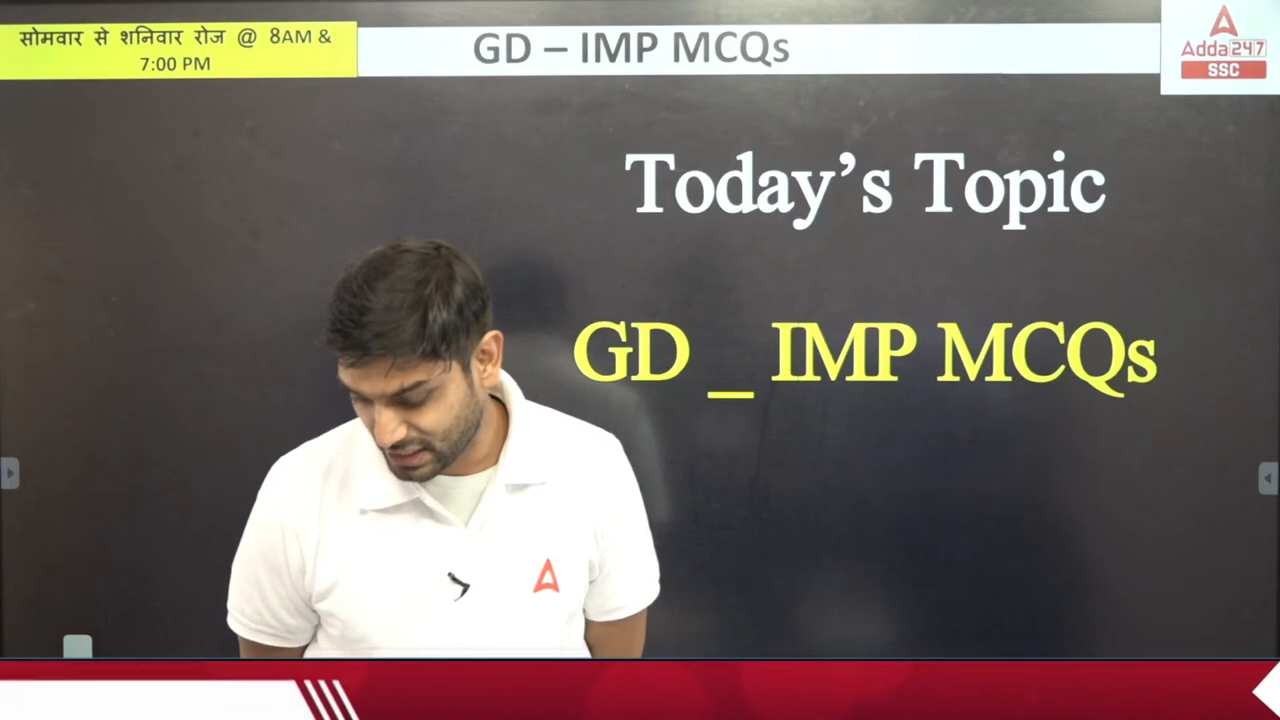 सोमवार से शनिवार रोज @ 8AM &
7:00 PM
GD – IMP MCQs
Adda247
SSC
Today's Topic
GD _ IMP MCQs